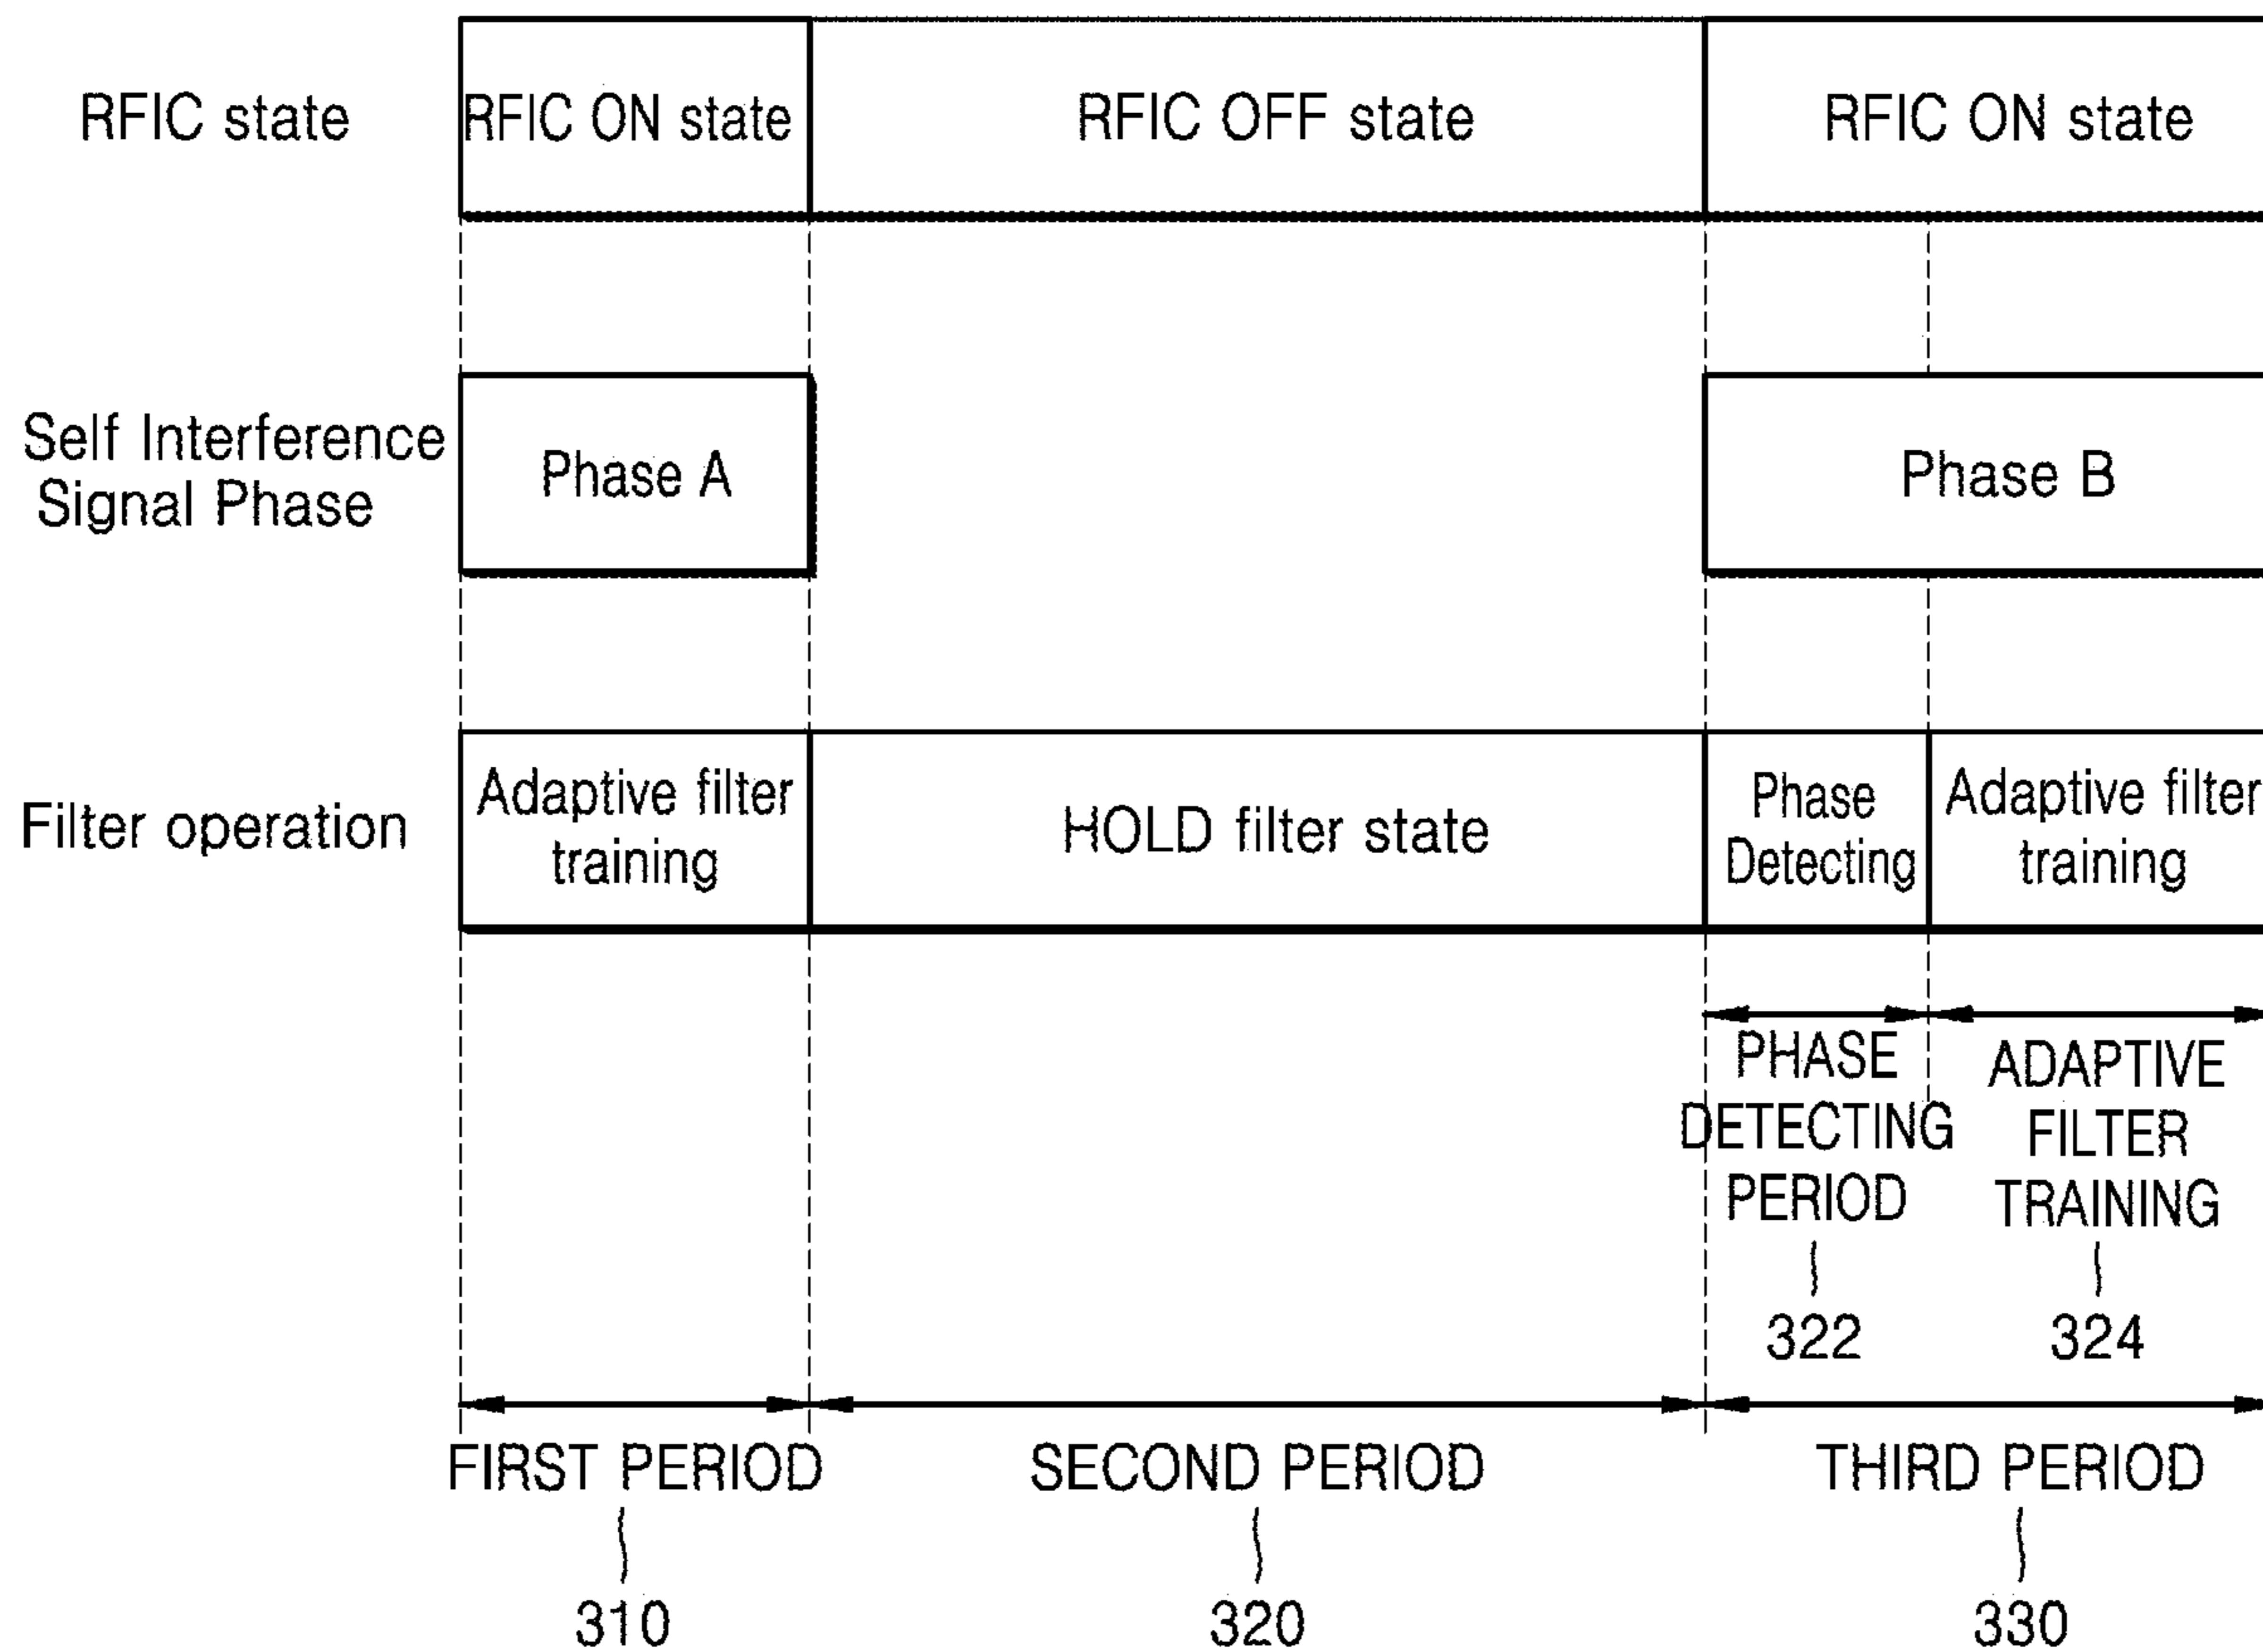 RFIC state
RFIC ON state
RFIC OFF state
RFIC ON state
Self Interference
Signal Phase
Phase A
Phase B
Filter operation
Adaptive filter
training
HOLD filter state
Phase
Detecting
Adaptive filter
training
PHASE
DETECTING
PERIOD
322
ADAPTIVE
FILTER
TRAINING
324
FIRST PERIOD
310
SECOND PERIOD
320
THIRD PERIOD
330